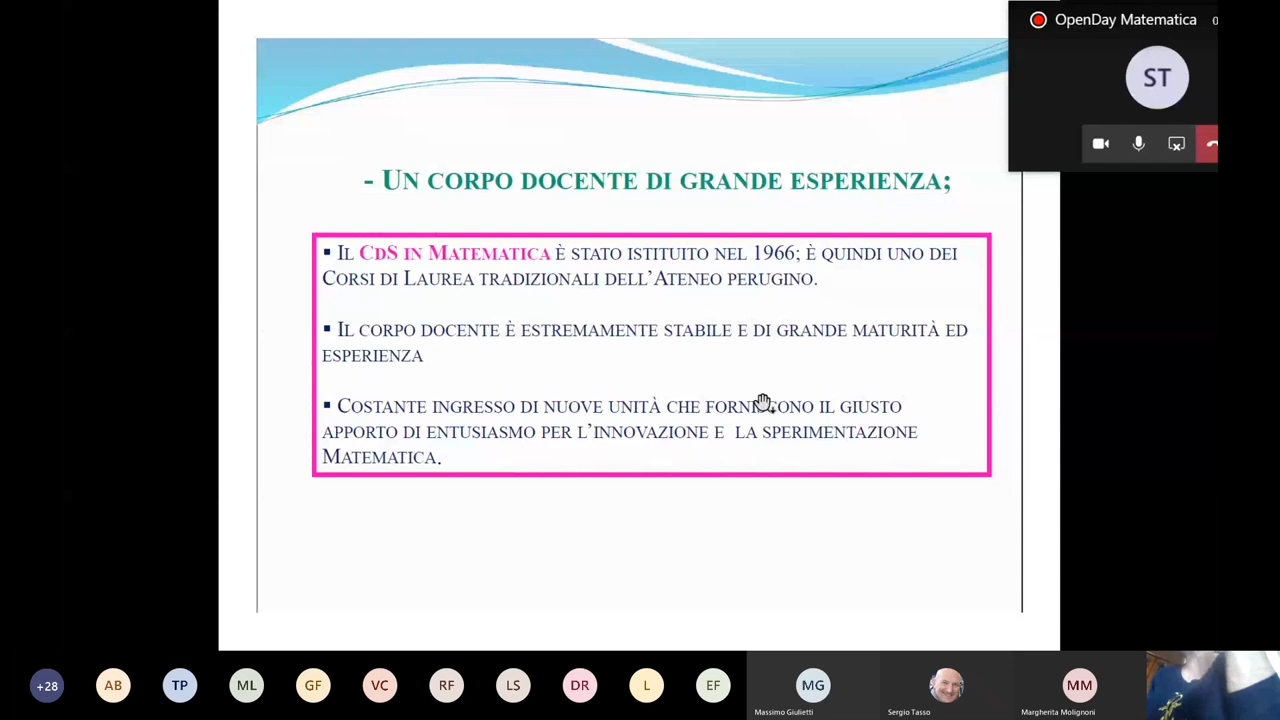 OpenDay Matematica
ST
- UN CORPO DOCENTE DI GRANDE ESPERIENZA;
▪ IL CDS IN MATEMATICA È STATO ISTITUITO NEL 1966; È QUINDI UNO DEI
CORSI DI LAUREA TRADIZIONALI DELL’ATENEO PERUGINO.
▪ IL CORPO DOCENTE È ESTREMAMENTE STABILE E DI GRANDE MATURITÀ ED
ESPERIENZA
▪ COSTANTE INGRESSO DI NUOVE UNITÀ CHE FORNISCONO IL GIUSTO
APPORTO DI ENTUSIASMO PER L’INNOVAZIONE E LA SPERIMENTAZIONE
MATEMATICA.
+28 AB TP ML GF VC RF LS DR L EF MG MM
Massimo Giulietti Sergio Tasso Margherita Molignoni